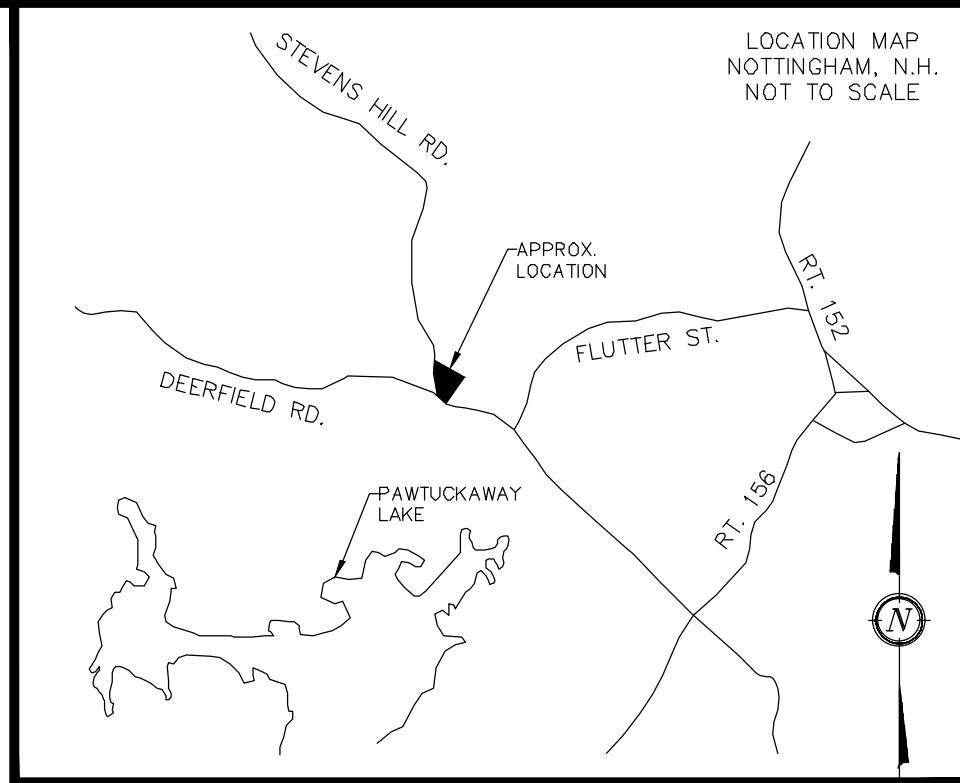 LOCATION MAP
NOTTINGHAM, N.H.
NOT TO SCALE
STEVENS HILL RD.
APPROX.
LOCATION
RT. 152
FLUTTER ST.
DEERFIELD RD.
RT. 156
PAWTUCKAWAY
LAKE
N